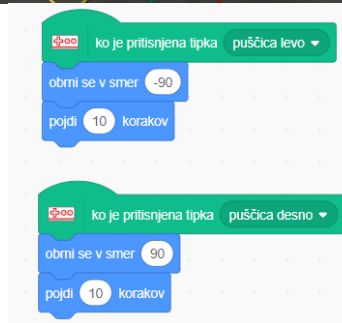 ko je pritisnjena tipka puščica levo
obrni se v smer -90
pojdi 10 korakov
ko je pritisnjena tipka puščica desno
obrni se v smer 90
pojdi 10 korakov